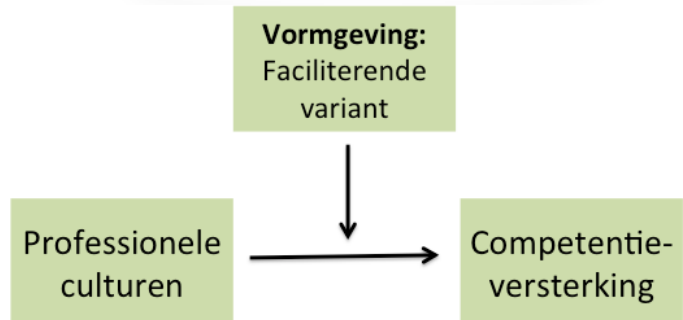 Vormgeving:
Faciliterende
variant
Professionele
culturen
Competentie-
versterking